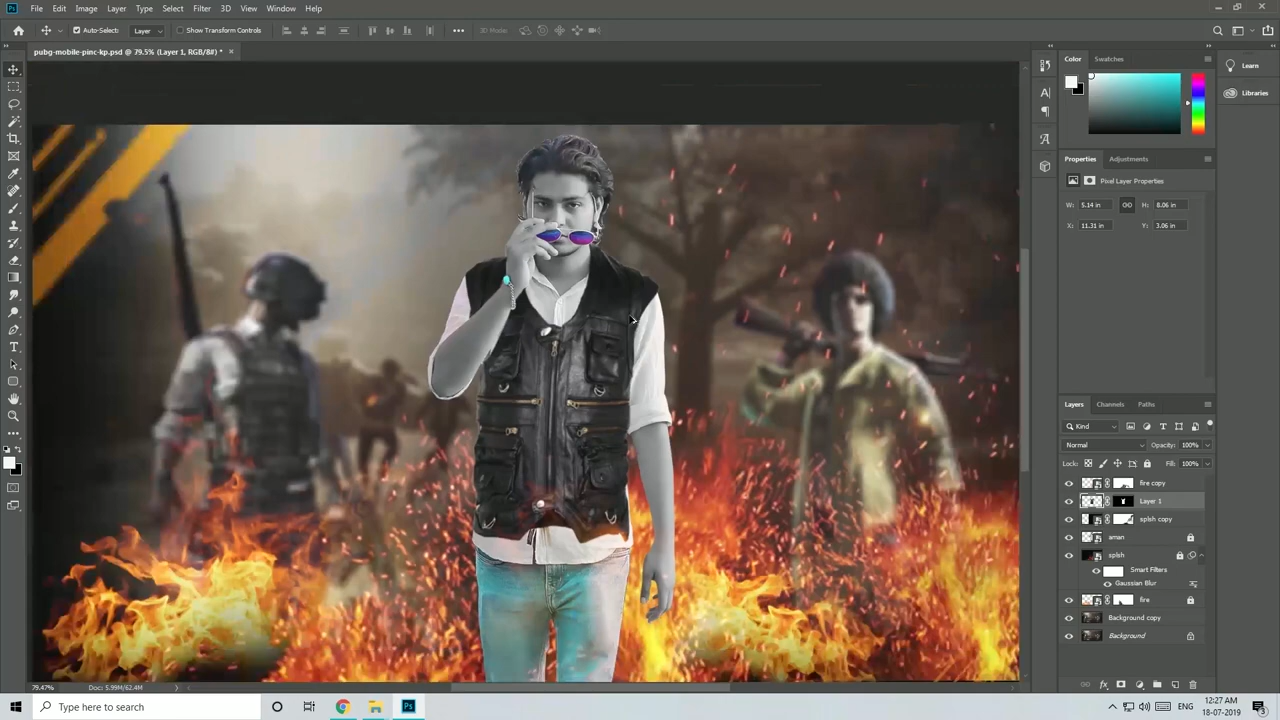 File Edit Image Layer Type Select Filter 3D View Window Help
Auto-Select: Layer Show Transform Controls 3D Mode:
pubg-mobile-pinc-kp.psd @ 79.5% (Layer 1, RGB/8#) *
Color Swatches
Learn
Libraries
Properties Adjustments
Pixel Layer Properties
W: 5.14 in H: 8.06 in
X: 11.31 in Y: 3.06 in
Layers Channels Paths
Kind
Normal Opacity: 100%
Lock: Fill: 100%
fire copy
Layer 1
splsh copy
aman
splsh
Smart Filters
Gaussian Blur
fire
Background copy
Background
79.47% Doc: 5.99M/62.4M
Type here to search
ENG
12:27 AM
18-07-2019